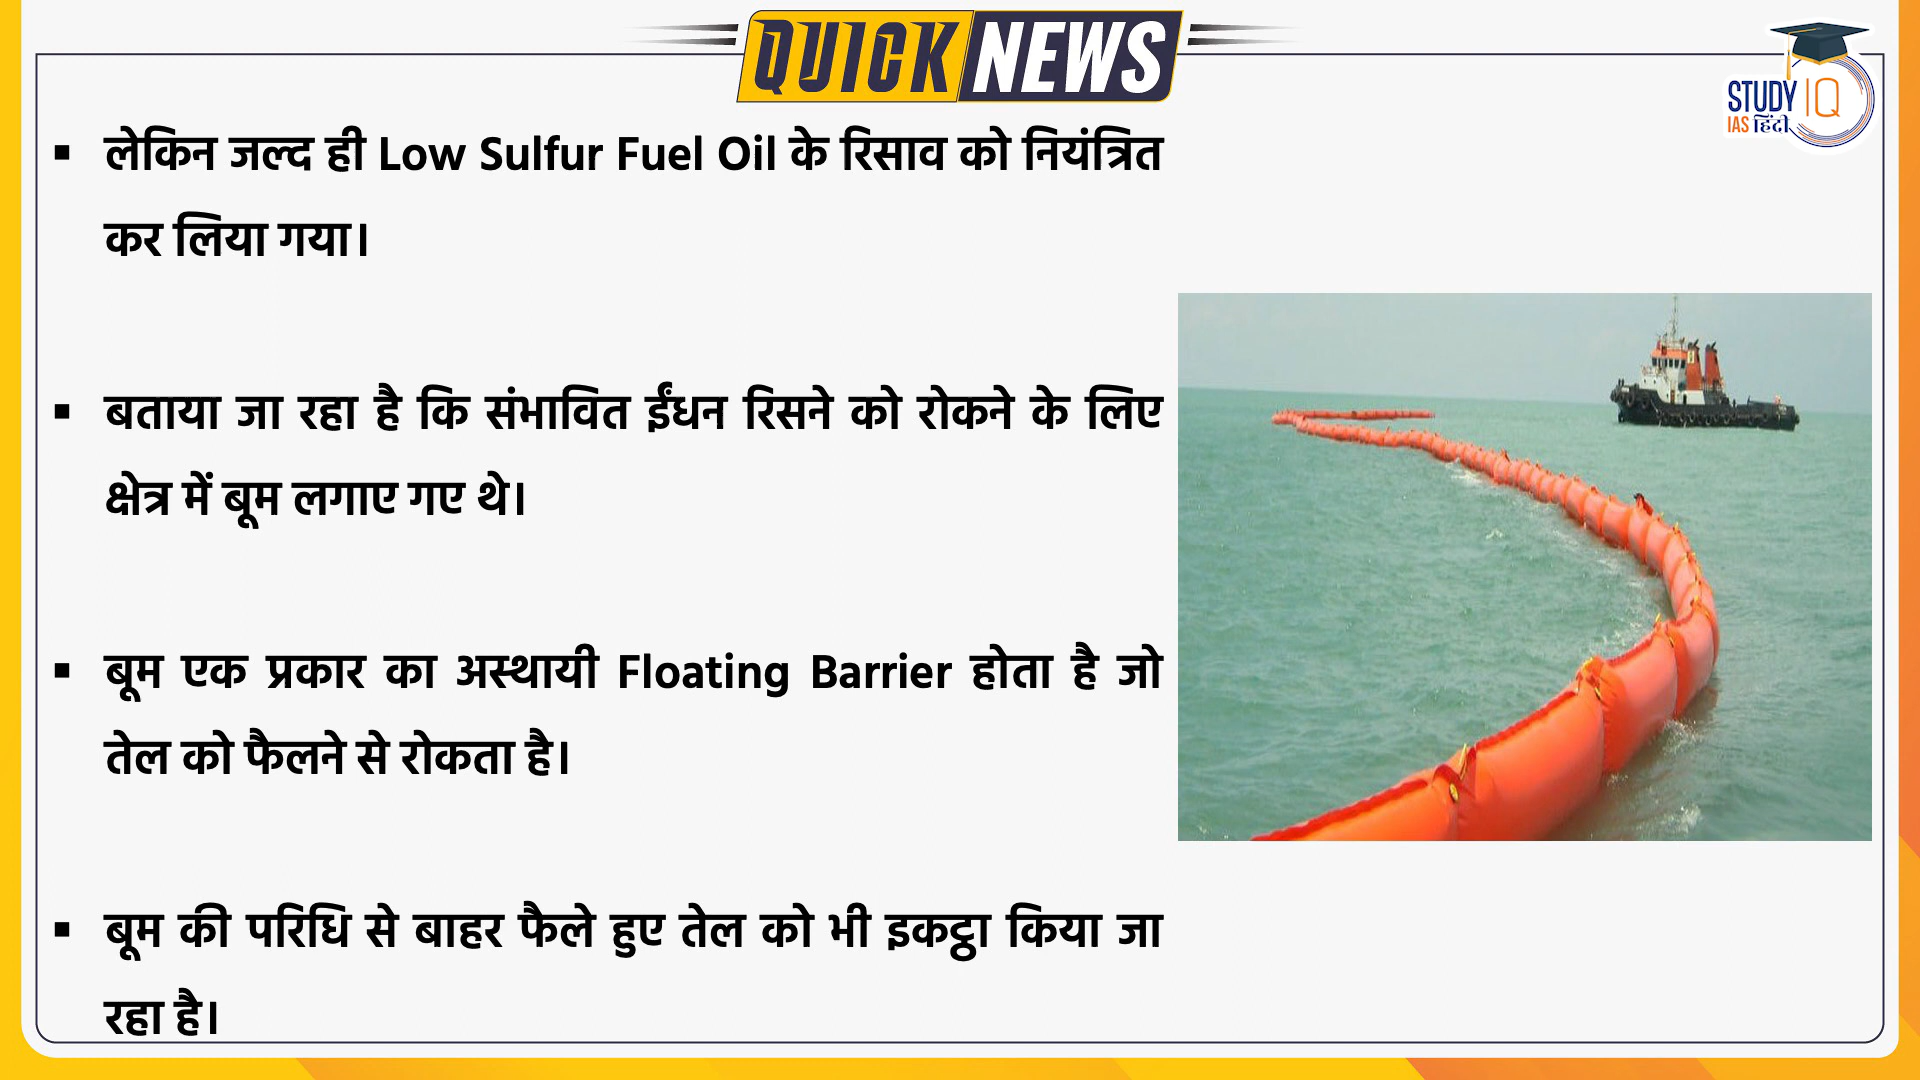 QUICK NEWS
STUDY IQ
IAS हिंदी
▪ लेकिन जल्द ही Low Sulfur Fuel Oil के रिसाव को नियंत्रित
कर लिया गया।
▪ बताया जा रहा है कि संभावित ईंधन रिसने को रोकने के लिए
क्षेत्र में बूम लगाए गए थे।
▪ बूम एक प्रकार का अस्थायी Floating Barrier होता है जो
तेल को फैलने से रोकता है।
▪ बूम की परिधि से बाहर फैले हुए तेल को भी इकट्ठा किया जा
रहा है।